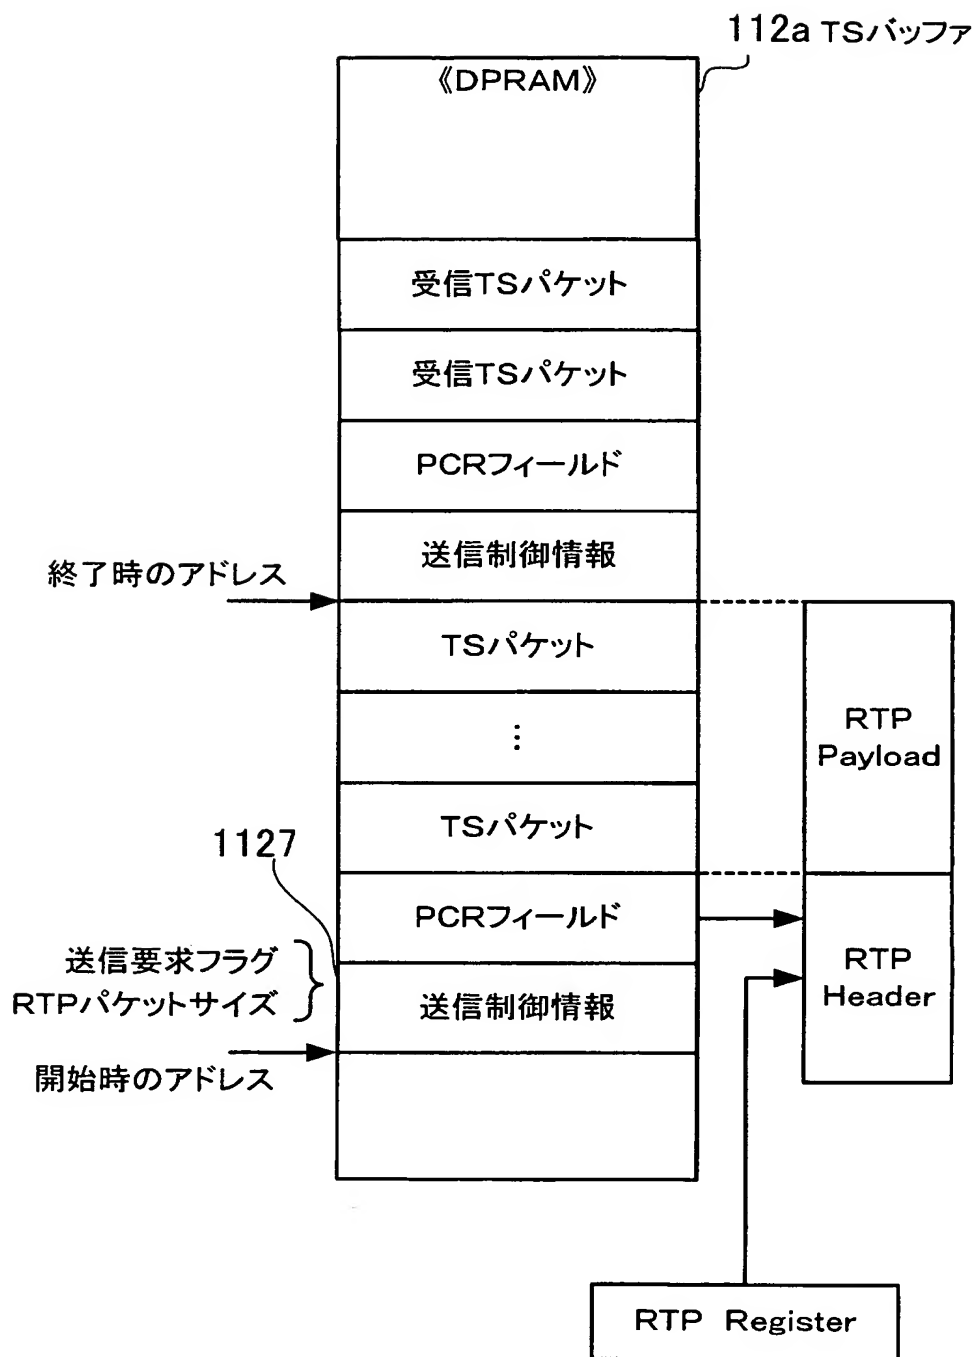 112a TSバッファ
《DPRAM》
受信TSパケット
受信TSパケット
PCRフィールド
送信制御情報
終了時のアドレス
TSパケット
⋮
RTP
Payload
TSパケット
1127
PCRフィールド
送信要求フラグ
RTPパケットサイズ
送信制御情報
RTP
Header
開始時のアドレス
RTP Register